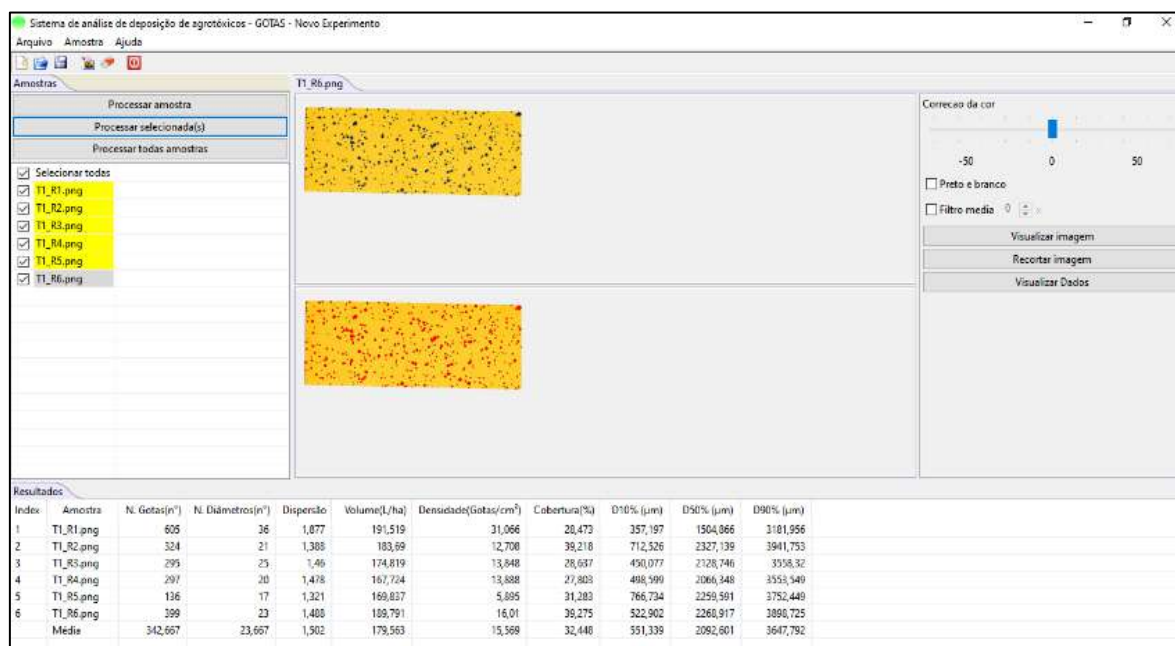 Sistema de análise de deposição de agrotóxicos - GOTAS - Novo Experimento
Arquivo Amostra Ajuda
Amostras
T1_R6.png
Processar amostra
Processar selecionada(s)
Processar todas amostras
Selecionar todas
T1_R1.png
T1_R2.png
T1_R3.png
T1_R4.png
T1_R5.png
T1_R6.png
Correcao da cor
-50 0 50
Preto e branco
Filtro media 0
Visualizar imagem
Recortar imagem
Visualizar Dados
Resultados
Index Amostra N. Gotas(n°) N. Diâmetros(n°) Dispersão Volume(L/ha) Densidade(Gotas/cm²) Cobertura(%) D10% (µm) D50% (µm) D90% (µm)
1 T1_R1.png 605 36 1,877 191,519 31,066 28,473 357,197 1504,866 3181,956
2 T1_R2.png 324 21 1,388 183,69 12,708 39,218 712,526 2327,139 3941,753
3 T1_R3.png 295 25 1,46 174,819 13,848 28,637 450,077 2128,746 3558,32
4 T1_R4.png 297 20 1,478 167,724 13,888 27,803 498,599 2066,348 3553,549
5 T1_R5.png 136 17 1,321 169,837 5,895 31,283 766,734 2259,591 3752,449
6 T1_R6.png 399 23 1,488 189,791 16,01 39,275 522,902 2268,917 3898,725
Média 342,667 23,667 1,502 179,563 15,569 32,448 551,339 2092,601 3647,792